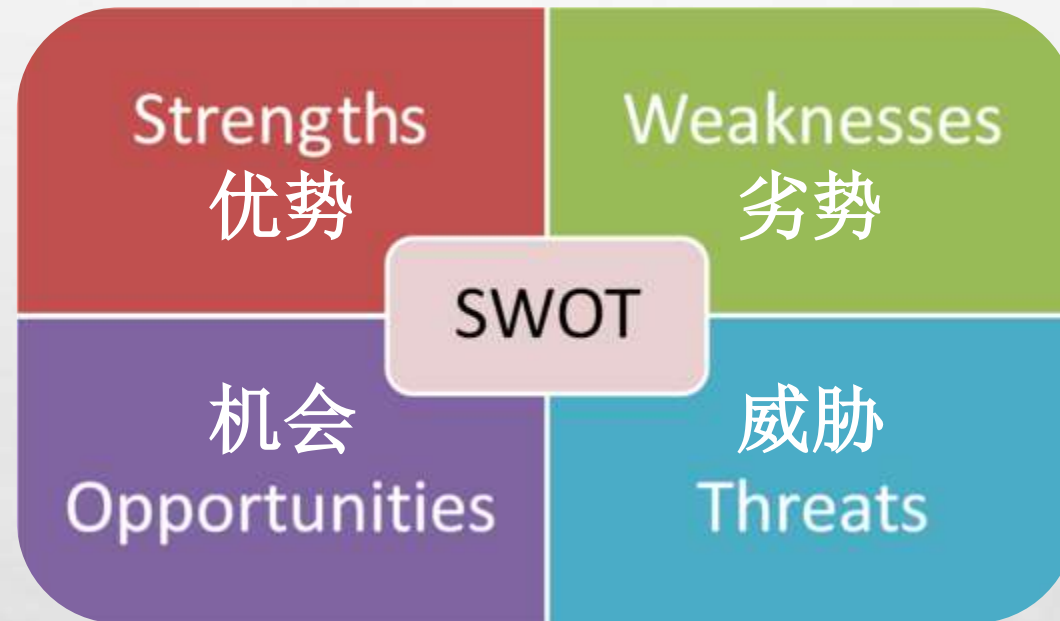 Strengths
优势
Weaknesses
劣势
SWOT
机会
Opportunities
威胁
Threats